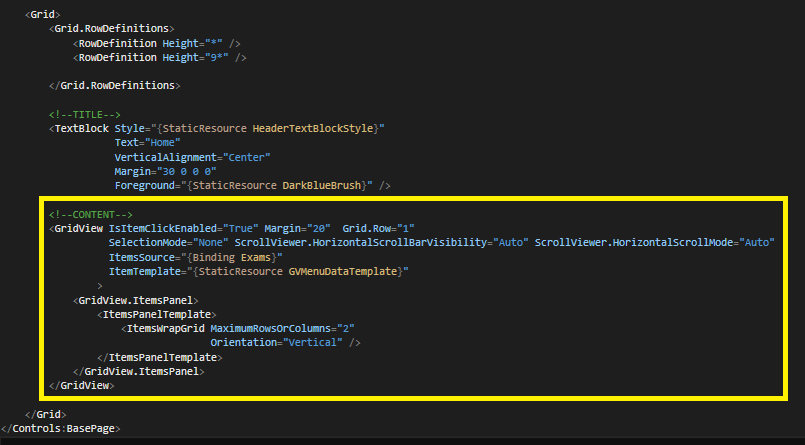 <Grid>
<Grid.RowDefinitions>
<RowDefinition Height="*" />
<RowDefinition Height="9*" />
</Grid.RowDefinitions>
<!--TITLE-->
<TextBlock Style="{StaticResource HeaderTextBlockStyle}"
Text="Home"
VerticalAlignment="Center"
Margin="30 0 0 0"
Foreground="{StaticResource DarkBlueBrush}" />
<!--CONTENT-->
<GridView IsItemClickEnabled="True" Margin="20"  Grid.Row="1"
SelectionMode="None" ScrollViewer.HorizontalScrollBarVisibility="Auto" ScrollViewer.HorizontalScrollMode="Auto"
ItemsSource="{Binding Exams}"
ItemTemplate="{StaticResource GVMenuDataTemplate}"
>
<GridView.ItemsPanel>
<ItemsPanelTemplate>
<ItemsWrapGrid MaximumRowsOrColumns="2"
Orientation="Vertical" />
</ItemsPanelTemplate>
</GridView.ItemsPanel>
</GridView>
</Grid>
</Controls:BasePage>